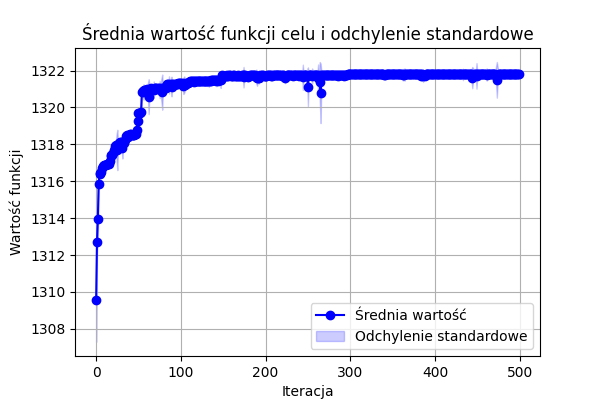 Średnia wartość funkcji celu i odchylenie standardowe
Wartość funkcji
1322
1320
1318
1316
1314
1312
1310
1308
0 100 200 300 400 500
Iteracja
Średnia wartość
Odchylenie standardowe